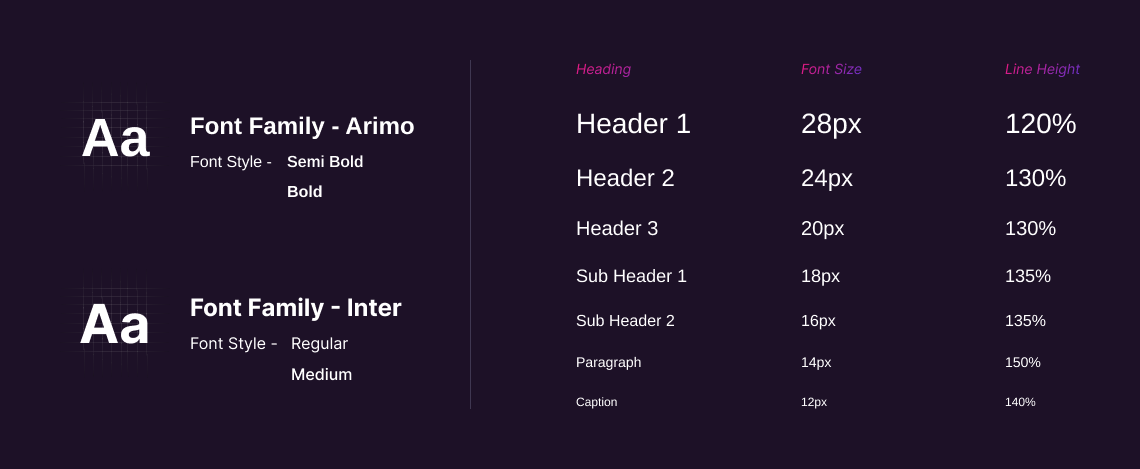 Aa
Font Family - Arimo
Font Style - Semi Bold
Bold
Aa
Font Family - Inter
Font Style - Regular
Medium
Heading Font Size Line Height
Header 1 28px 120%
Header 2 24px 130%
Header 3 20px 130%
Sub Header 1 18px 135%
Sub Header 2 16px 135%
Paragraph 14px 150%
Caption 12px 140%